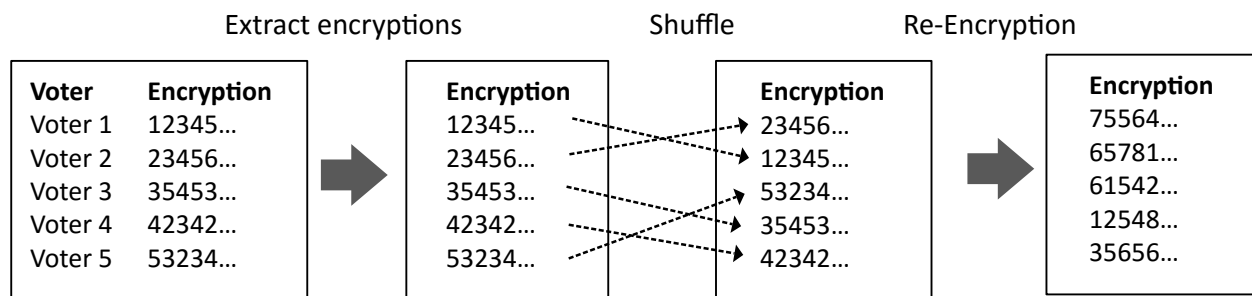 Extract encryptions Shuffle Re-Encryption
Voter Encryption
Voter 1 12345...
Voter 2 23456...
Voter 3 35453...
Voter 4 42342...
Voter 5 53234...
Encryption
12345...
23456...
35453...
42342...
53234...
Encryption
23456...
12345...
53234...
35453...
42342...
Encryption
75564...
65781...
61542...
12548...
35656...